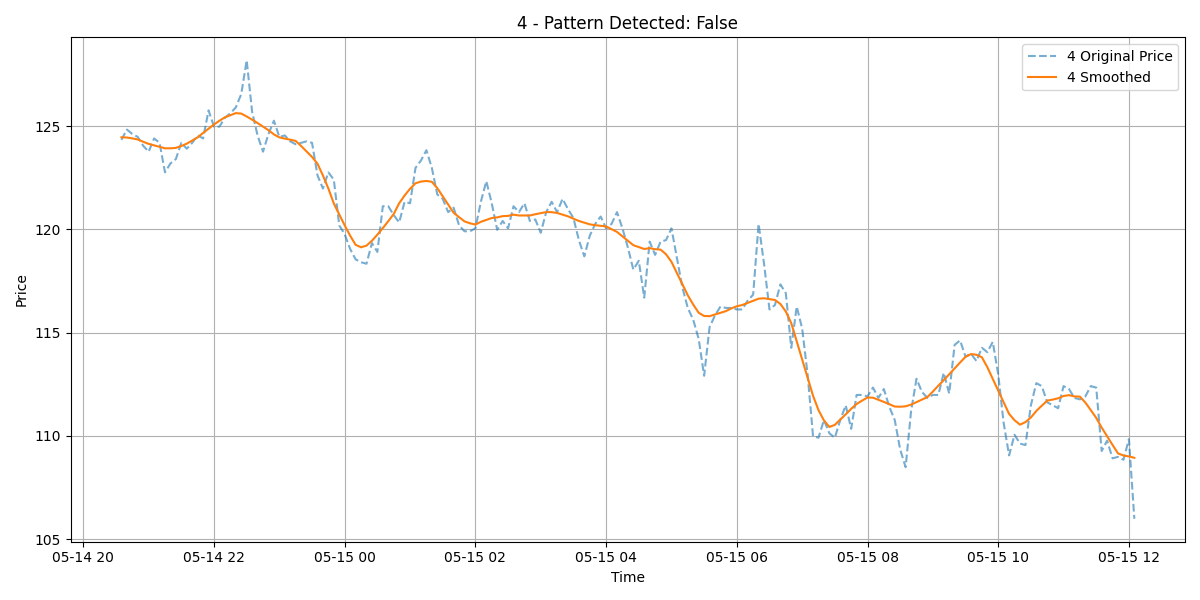 4 - Pattern Detected: False
4 Original Price
4 Smoothed
125
120
115
110
105
Price
05-14 20
05-14 22
05-15 00
05-15 02
05-15 04
05-15 06
05-15 08
05-15 10
05-15 12
Time